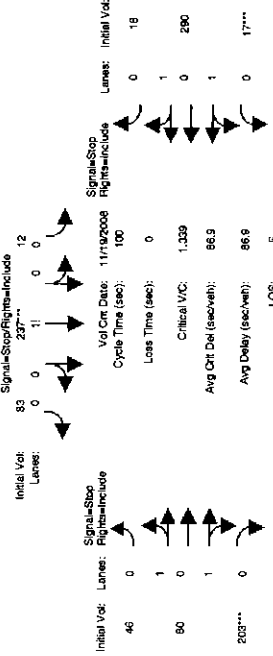 Signal=Stop/Rights=Include
Initial Vol: 83 237*** 12
Lanes: 0 0 1! 0 0
Signal=Stop
Rights=Include
Initial Vol: Lanes:
46 0
1
60 0
1
203*** 0
Vol Cnt Date: 11/19/2008
Cycle Time (sec): 100
Loss Time (sec): 0
Critical V/C: 1.339
Avg Crit Del (sec/veh): 86.9
Avg Delay (sec/veh): 86.9
LOS: F
Signal=Stop
Rights=Include
Lanes: Initial Vol:
0 18
1
0 290
1
0 17***